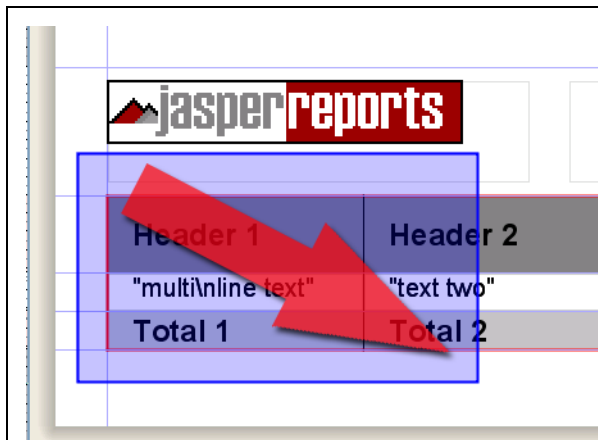 jasperreports
Header 1 Header 2
"multi\nline text" "text two"
Total 1 Total 2